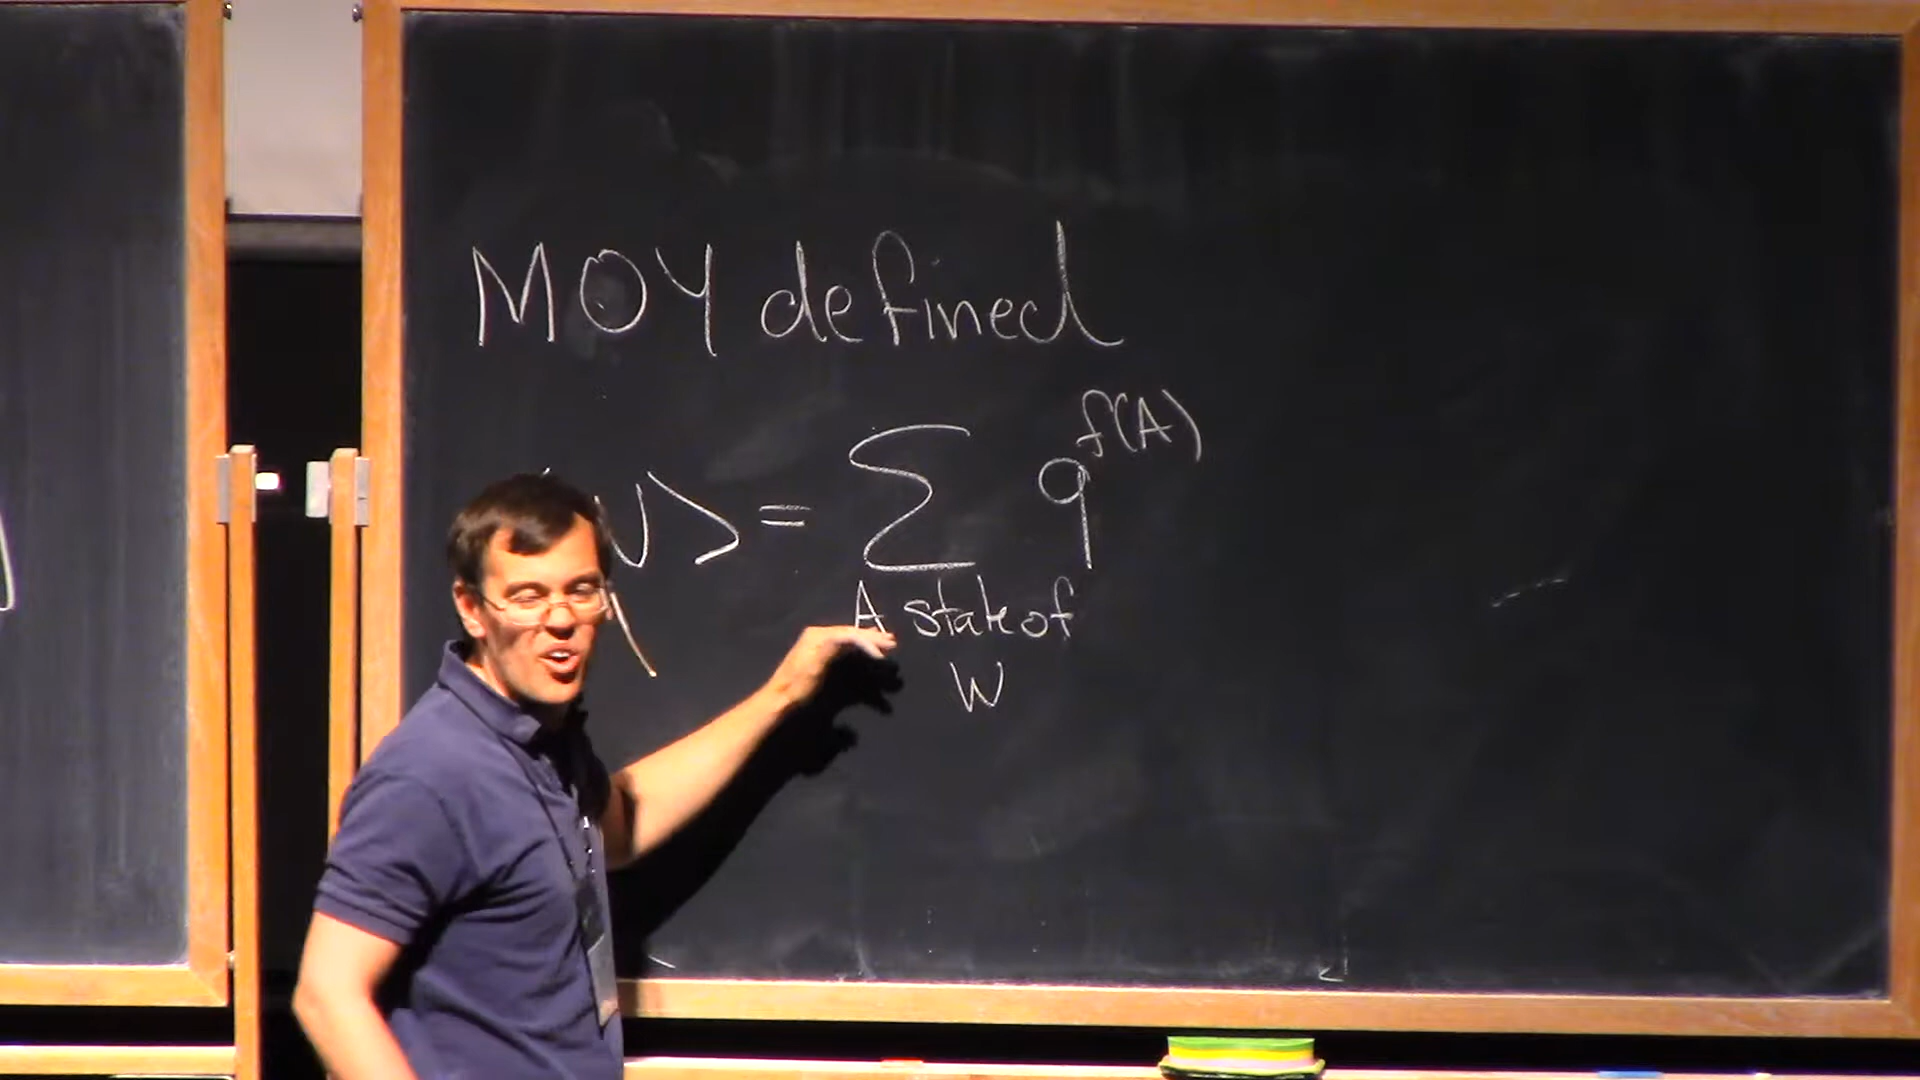 MOY defined
> = ∑ q^f(A)
A state of
W